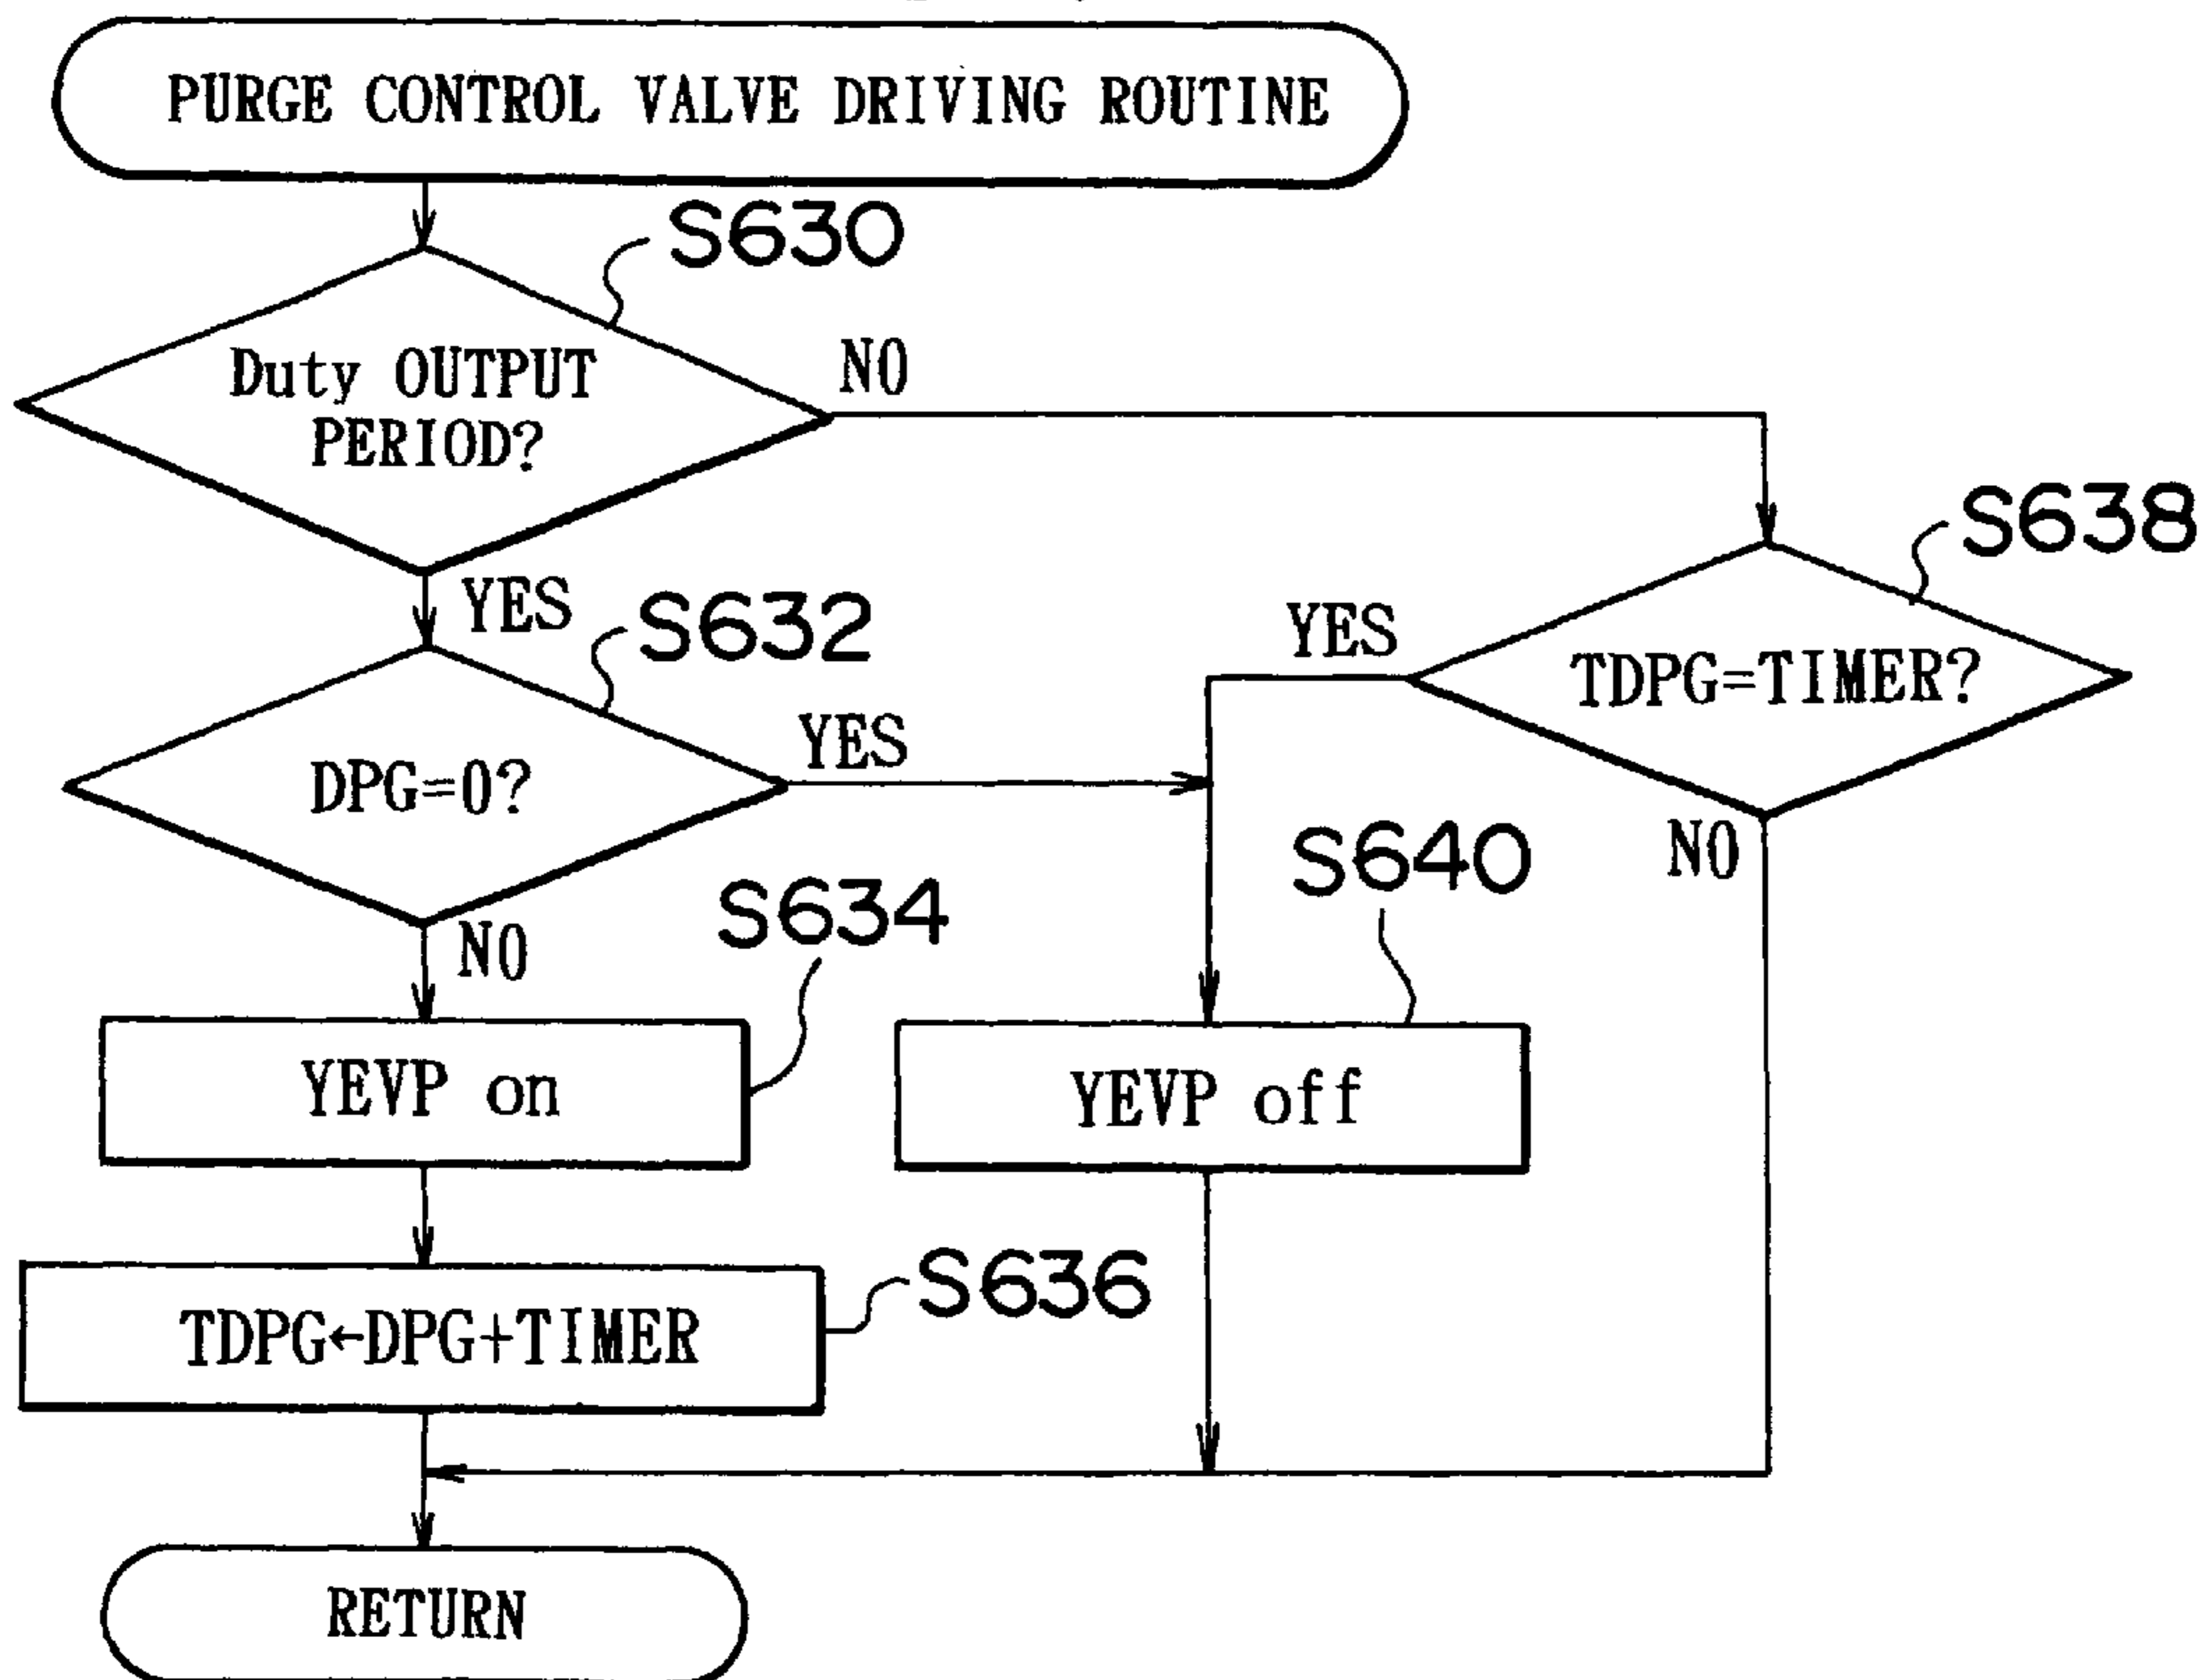 PURGE CONTROL VALVE DRIVING ROUTINE
S630
Duty OUTPUT
PERIOD?
NO
S638
YES
S632
YES
TDPG=TIMER?
YES
DPG=0?
NO
S640
S634
NO
YEVP on
YEVP off
S636
TDPG←DPG+TIMER
RETURN